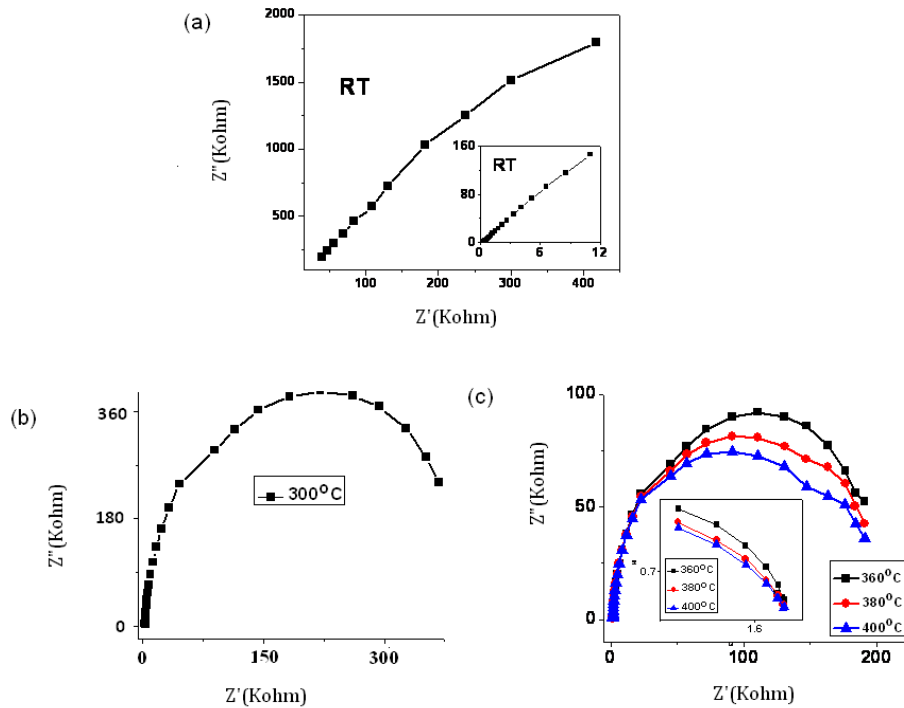 (a)
2000
1500
1000
500
Z"(Kohm)
RT
160
80
0
RT
0 6 12
100 200 300 400
Z'(Kohm)
(b)
360
180
0
Z"(Kohm)
300°C
0 150 300
Z'(Kohm)
(c)
100
50
0
Z"(Kohm)
0.7
360°C
380°C
400°C
1.6
360°C
380°C
400°C
0 100 200
Z'(Kohm)